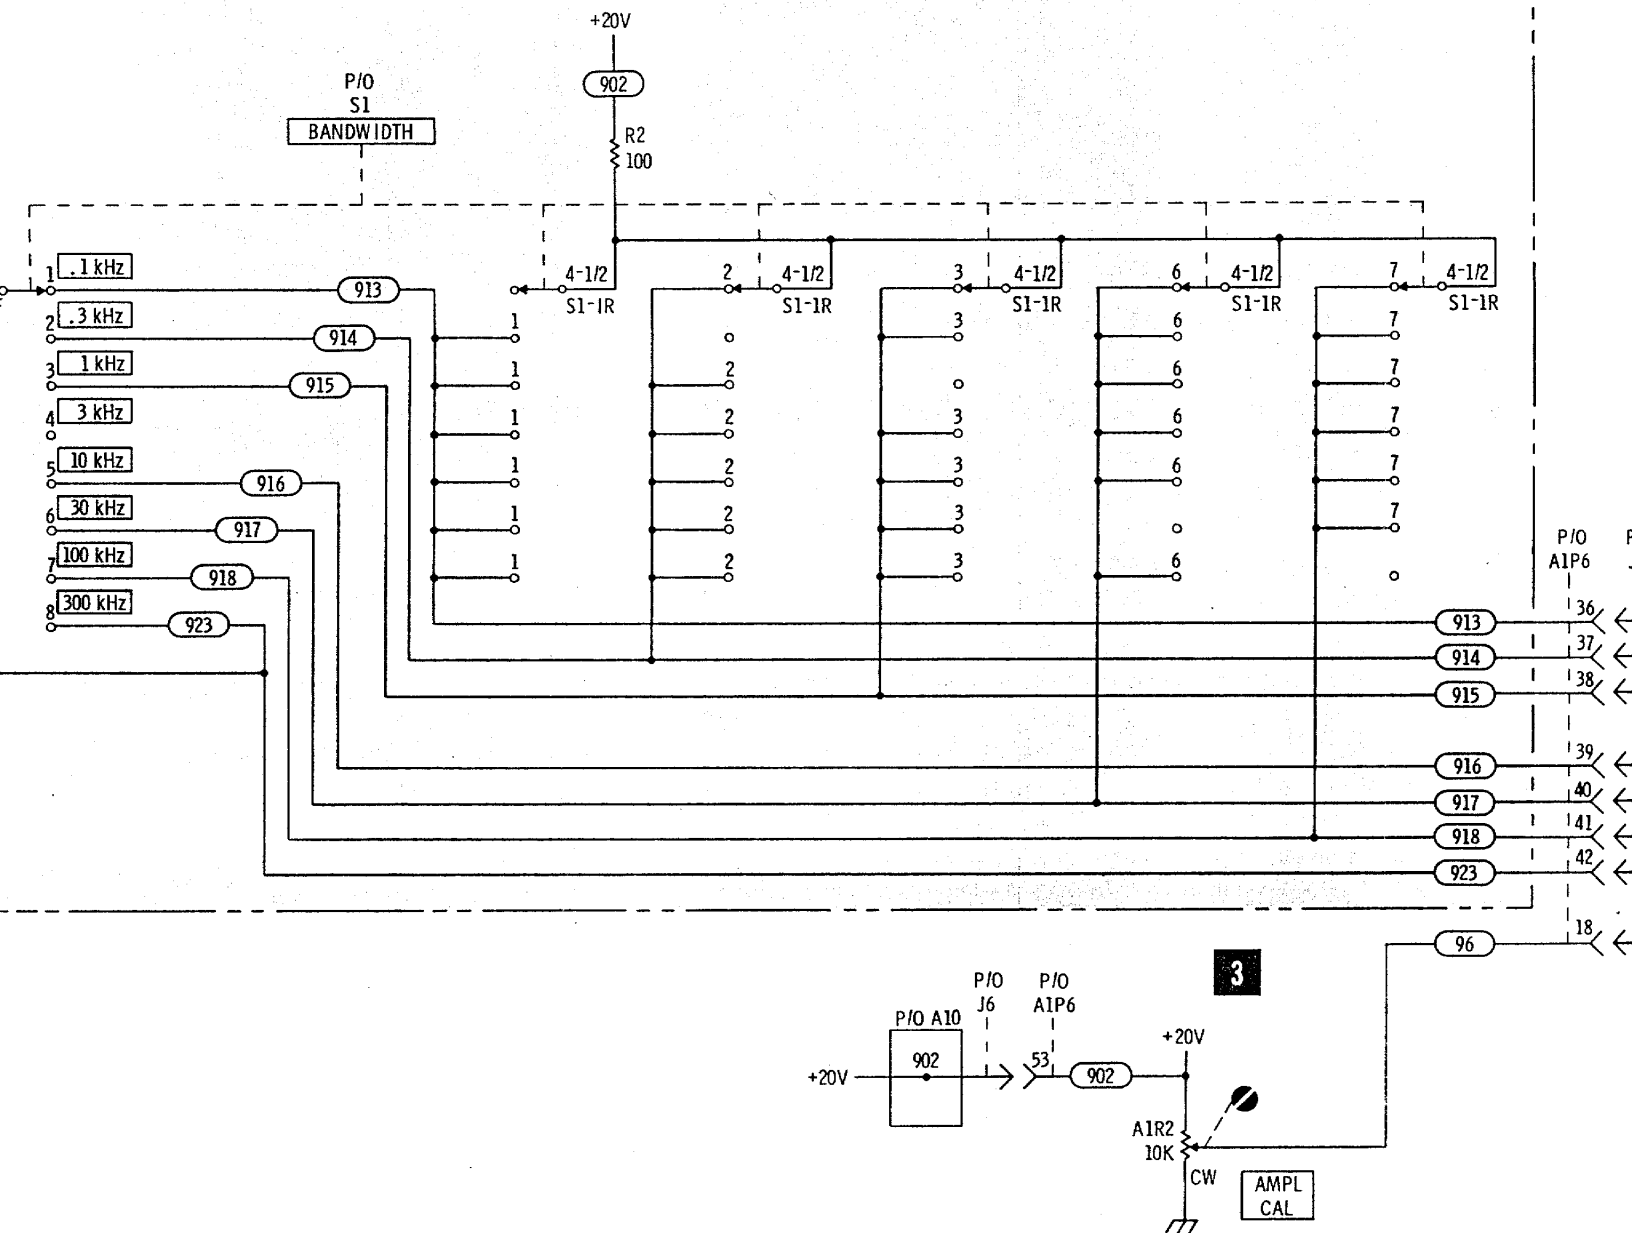 +20V
902
P/O
S1
BANDWIDTH
R2
100
1 .1 kHz
913
4-1/2
S1-1R
2
4-1/2
S1-1R
3
4-1/2
S1-1R
6
4-1/2
S1-1R
7
4-1/2
S1-1R
2 .3 kHz
914
1
3
6
7
3 1 kHz
915
1
2
6
7
4 3 kHz
1
2
3
6
7
5 10 kHz
916
1
2
3
6
7
6 30 kHz
917
1
2
3
7
7 100 kHz
918
1
2
3
6
P/O
A1P6
8 300 kHz
923
913
36
914
37
915
38
916
39
917
40
918
41
923
42
96
18
3
P/O
J6
P/O
A1P6
P/O A10
+20V
902
53
902
+20V
A1R2
10K
CW
AMPL
CAL